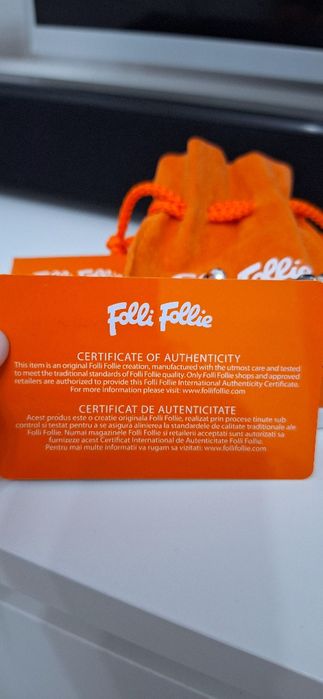 Folli Follie
Folli Follie
CERTIFICATE OF AUTHENTICITY
This item is an original Folli Follie creation, manufactured with the utmost care and tested
to meet the traditional standards of Folli Follie quality. Only Folli Follie shops and approved
retailers are authorized to provide this Folli Follie International Authenticity Certificate.
For more information please visit: www.follifollie.com
CERTIFICAT DE AUTENTICITATE
Acest produs este o creatie originala Folli Follie, realizat prin procese tinute sub
control si testat pentru a se asigura alinierea la standardele de calitate traditionale ale
Folli Follie. Numai magazinele Folli Follie si retailerii acceptati sunt autorizati sa
furnizeze acest Certificat International de Autenticitate Folli Follie.
Pentru mai multe informatii va rugam sa vizitati: www.follifollie.com